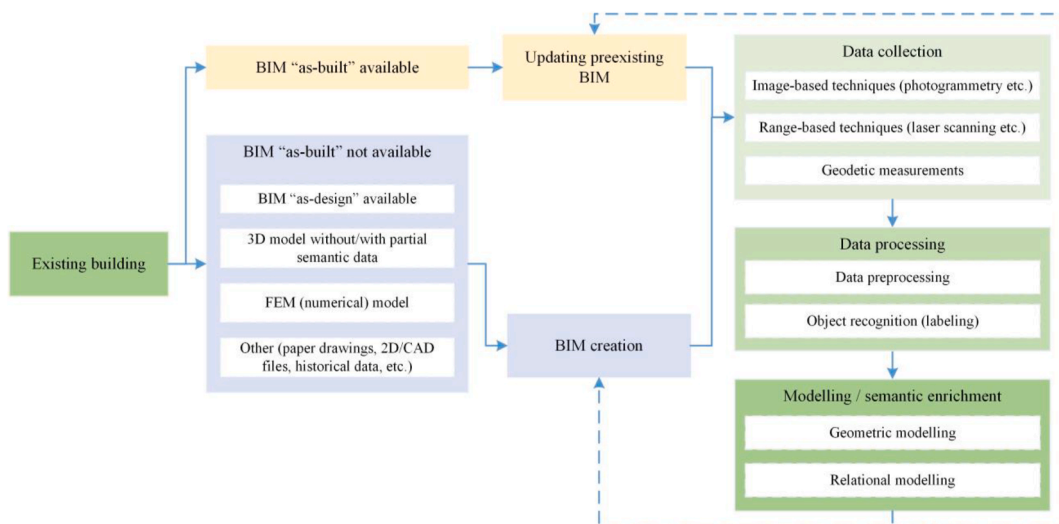 Existing building
BIM “as-built” available
Updating preexisting
BIM
BIM “as-built” not available
BIM “as-design” available
3D model without/with partial
semantic data
FEM (numerical) model
Other (paper drawings, 2D/CAD
files, historical data, etc.)
BIM creation
Data collection
Image-based techniques (photogrammetry etc.)
Range-based techniques (laser scanning etc.)
Geodetic measurements
Data processing
Data preprocessing
Object recognition (labeling)
Modelling / semantic enrichment
Geometric modelling
Relational modelling